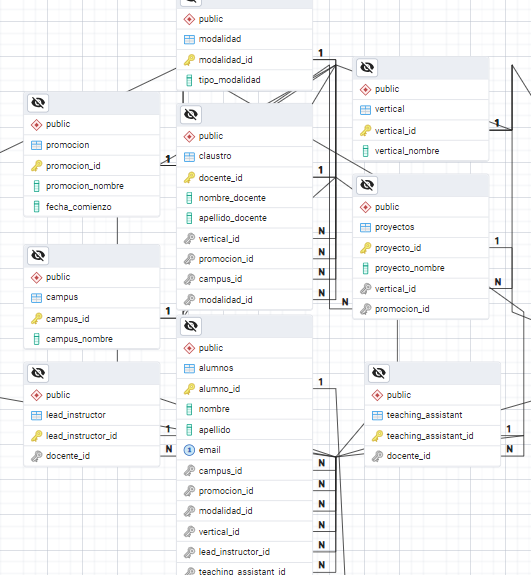 public
modalidad
modalidad_id
tipo_modalidad
1
public
vertical
vertical_id
vertical_nombre
1
public
promocion
promocion_id
promocion_nombre
fecha_comienzo
1
public
claustro
docente_id
nombre_docente
apellido_docente
vertical_id
promocion_id
campus_id
modalidad_id
1
N
N
N
N
public
proyectos
proyecto_id
proyecto_nombre
vertical_id
promocion_id
1
N
N
public
campus
campus_id
campus_nombre
1
public
alumnos
alumno_id
nombre
apellido
email
campus_id
promocion_id
modalidad_id
vertical_id
lead_instructor_id
teaching_assistant_id
1
N
N
N
N
N
N
public
lead_instructor
lead_instructor_id
docente_id
1
N
public
teaching_assistant
teaching_assistant_id
docente_id
1
N